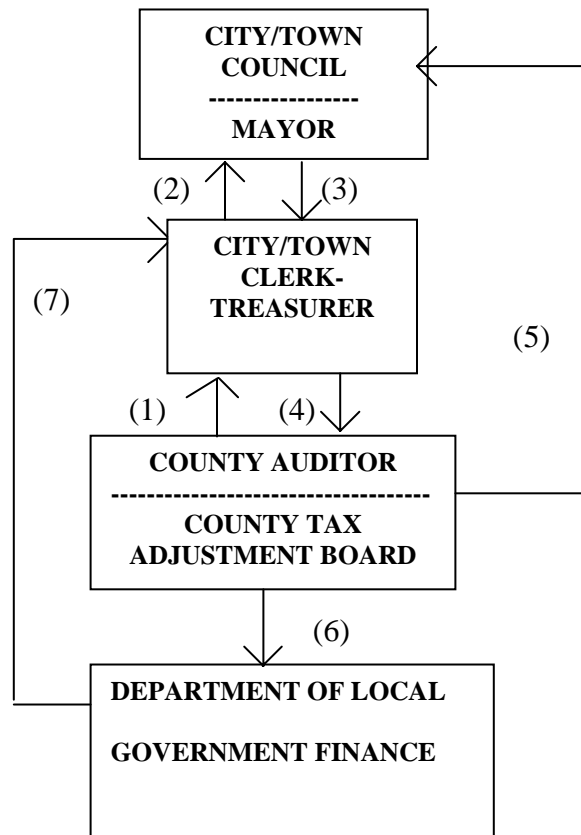 CITY/TOWN
COUNCIL
-----------------
MAYOR
(2)
(3)
CITY/TOWN
CLERK-
TREASURER
(7)
(5)
(1)
(4)
COUNTY AUDITOR
------------------------------------
COUNTY TAX
ADJUSTMENT BOARD
(6)
DEPARTMENT OF LOCAL
GOVERNMENT FINANCE